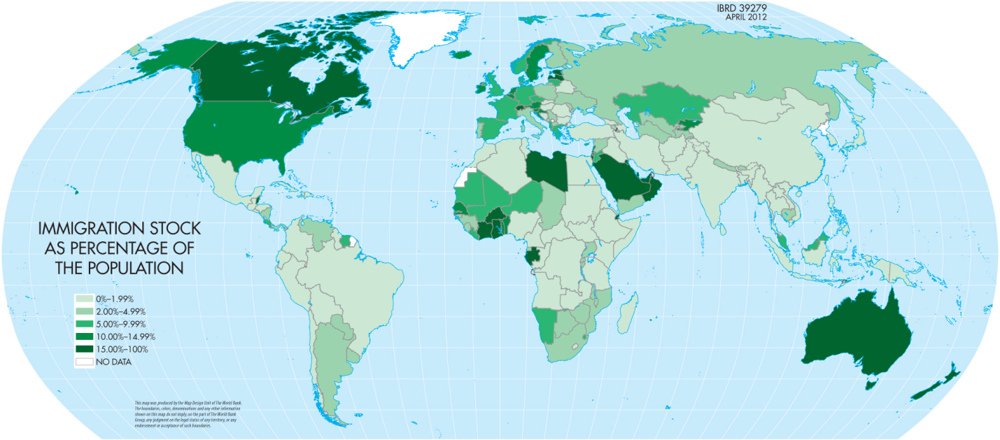 IBRD 39279
APRIL 2012
IMMIGRATION STOCK
AS PERCENTAGE OF
THE POPULATION
0%–1.99%
2.00%–4.99%
5.00%–9.99%
10.00%–14.99%
15.00%–100%
NO DATA
This map was produced by the Map Design Unit of The World Bank.
The boundaries, colors, denominations and any other information
shown on this map do not imply, on the part of The World Bank
Group, any judgment on the legal status of any territory, or any
endorsement or acceptance of such boundaries.